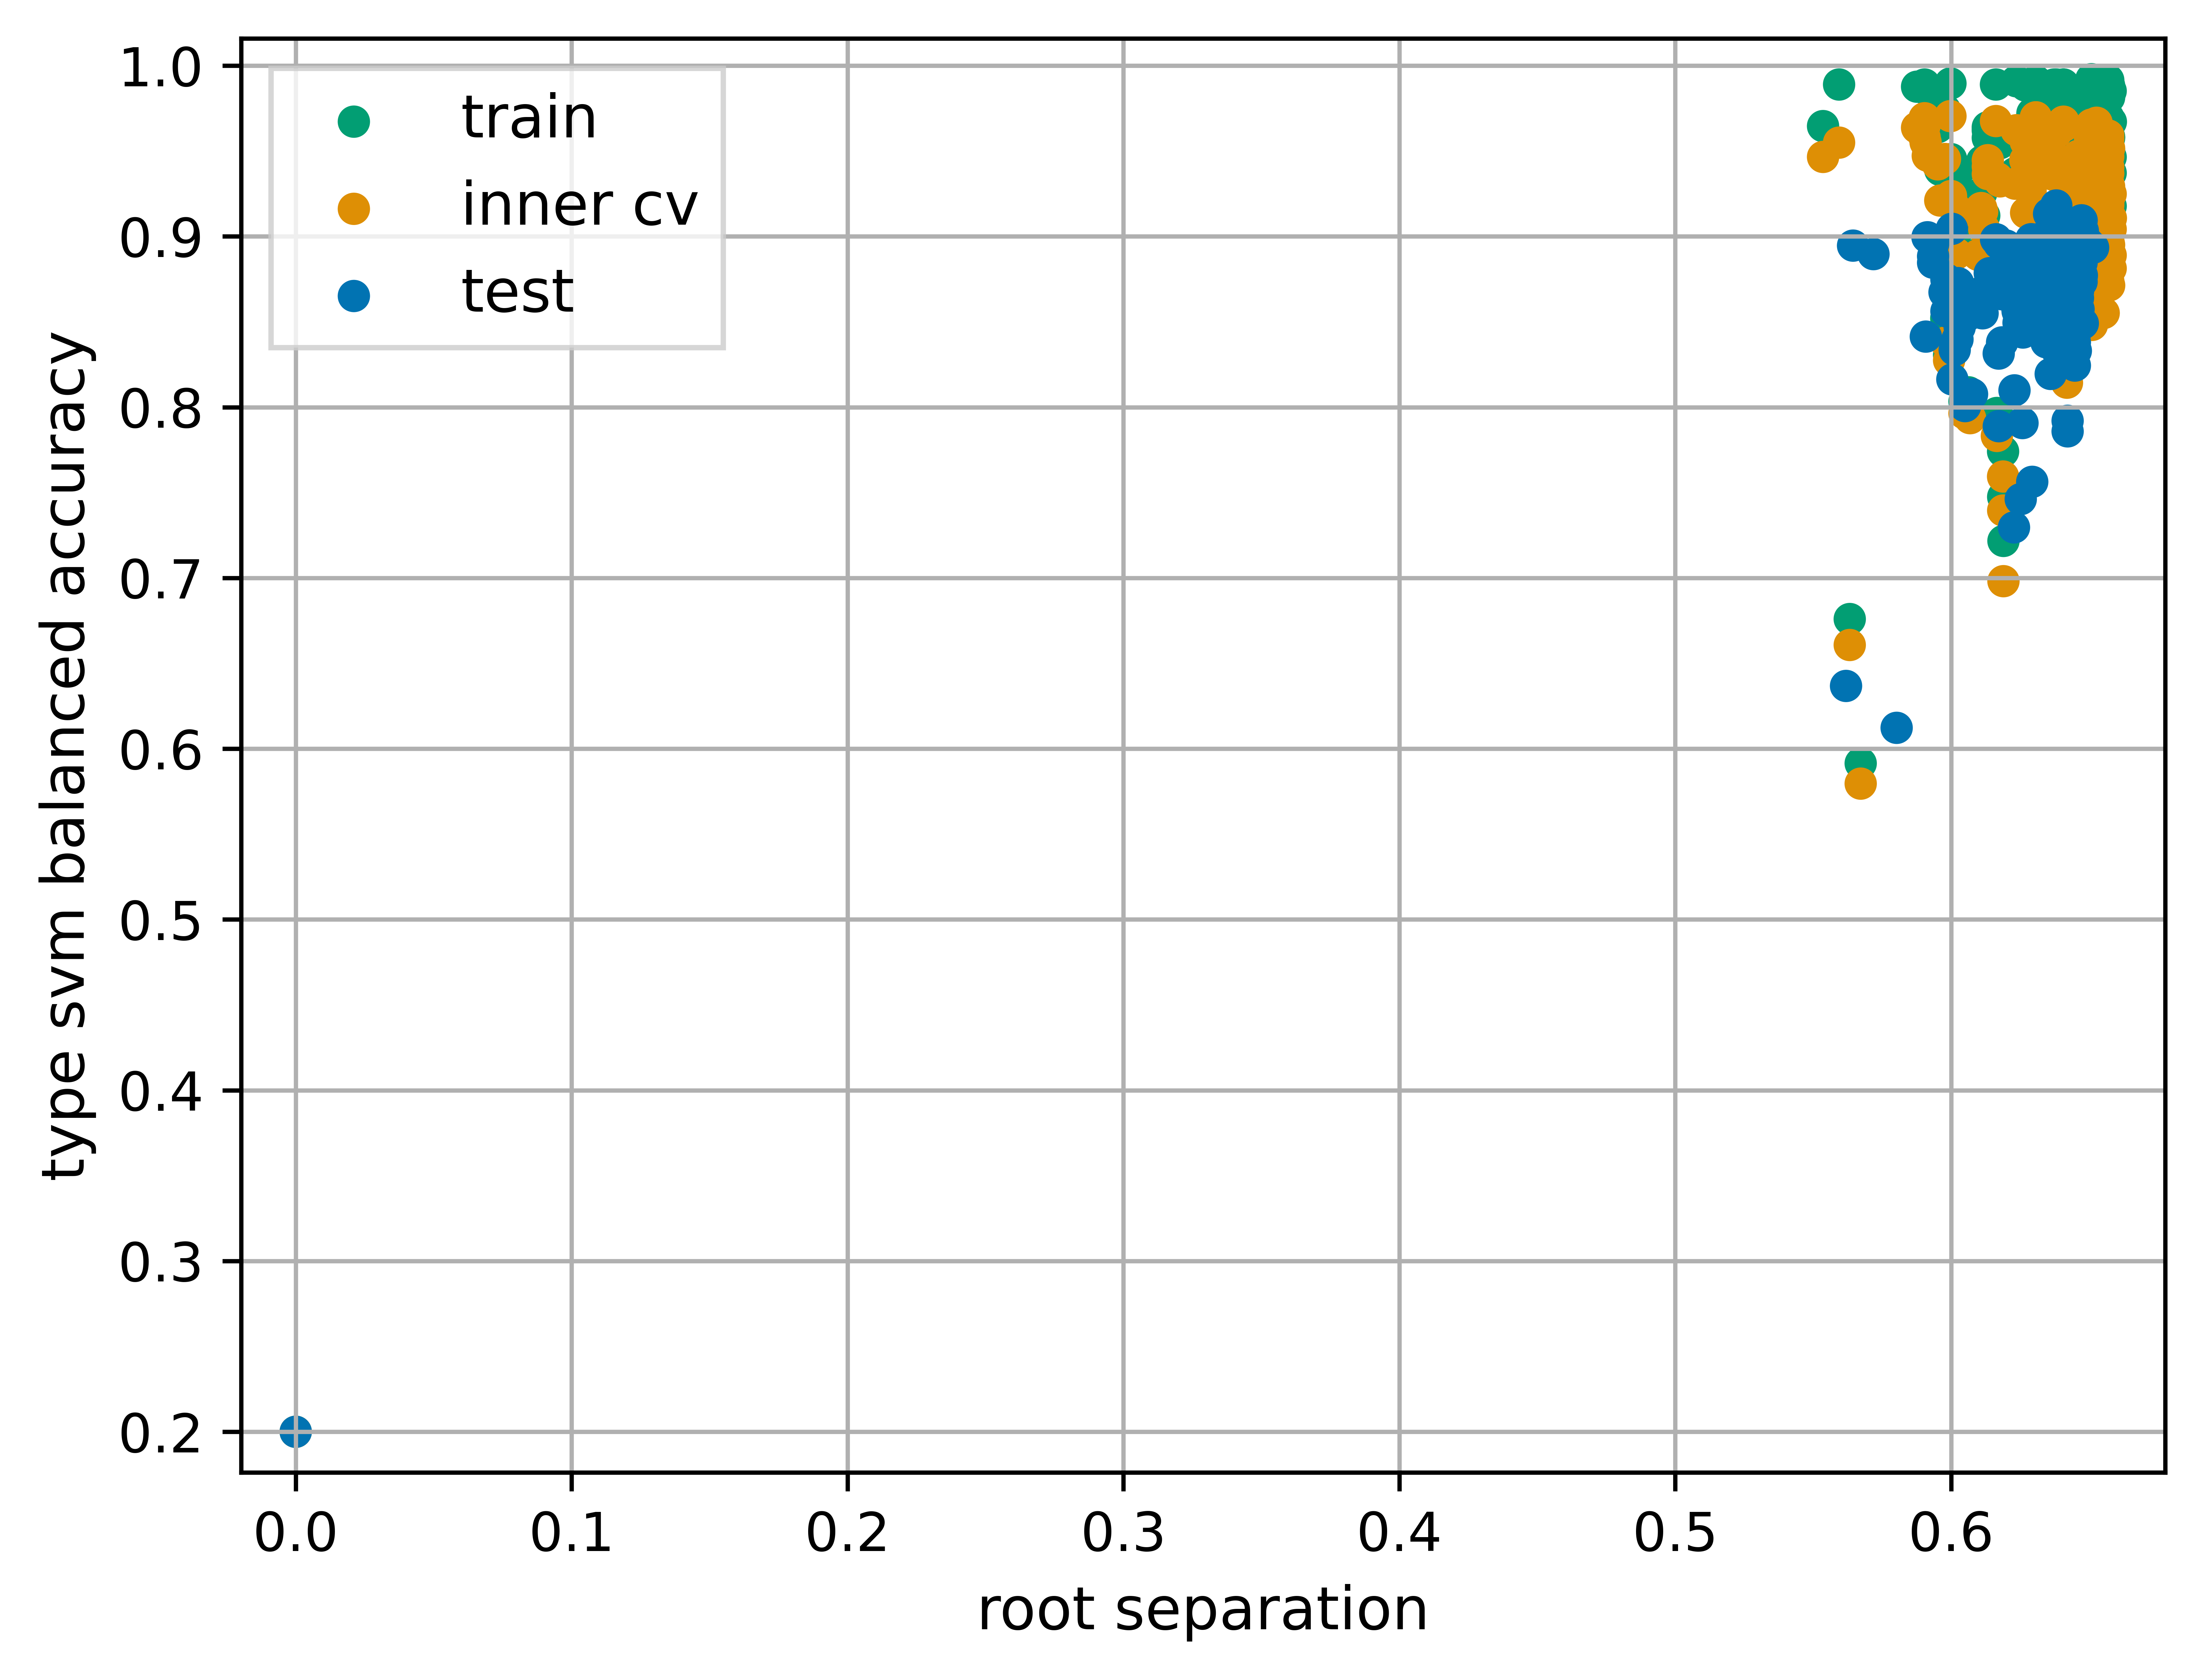 train
inner cv
test
type svm balanced accuracy
1.0
0.9
0.8
0.7
0.6
0.5
0.4
0.3
0.2
0.0 0.1 0.2 0.3 0.4 0.5 0.6
root separation